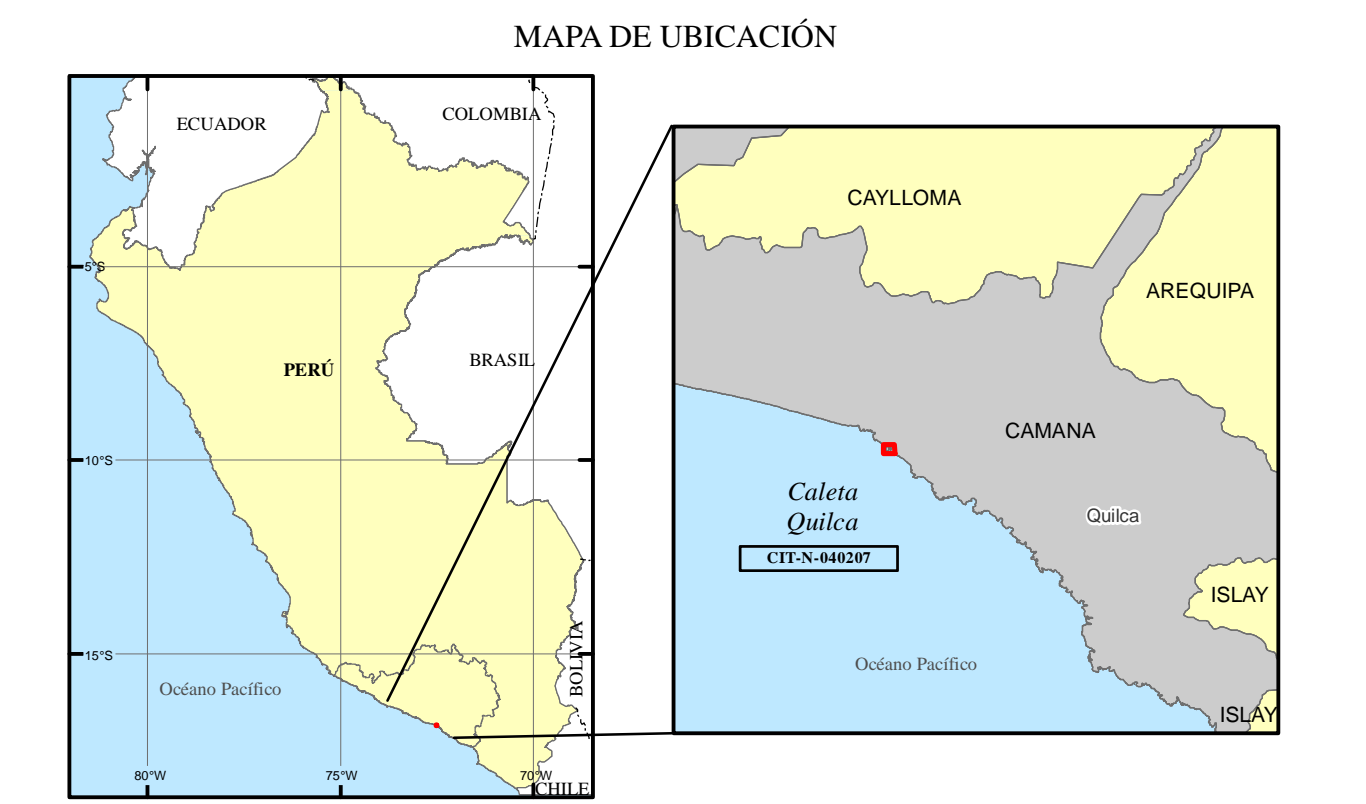 MAPA DE UBICACIÓN
ECUADOR
COLOMBIA
5°S
PERÚ
BRASIL
10°S
15°S
BOLIVIA
Océano Pacífico
80°W
75°W
70°W
CHILE
CAYLLOMA
AREQUIPA
CAMANA
Caleta
Quilca
CIT-N-040207
Quilca
ISLAY
Océano Pacífico
ISLAY